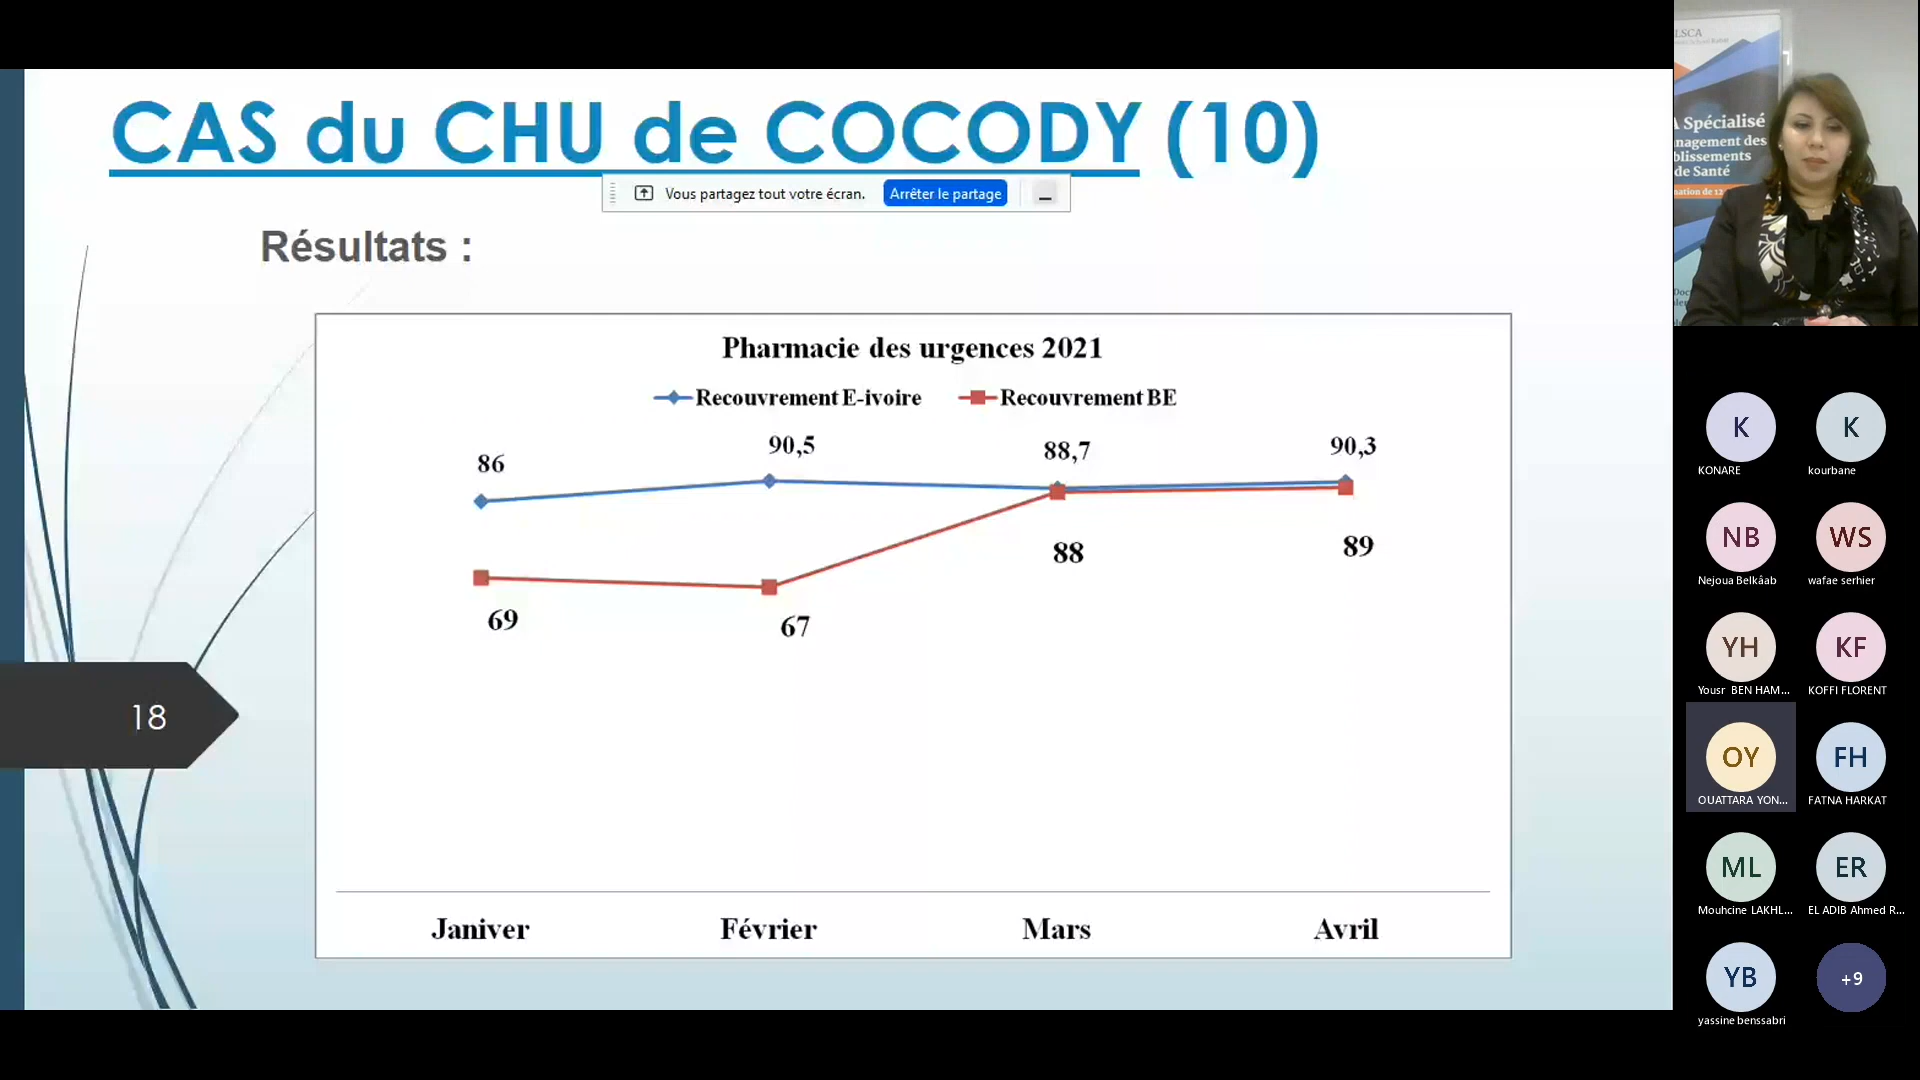 CAS du CHU de COCODY (10)
Vous partagez tout votre écran.
Arrêter le partage
Résultats :
Pharmacie des urgences 2021
Recouvrement E-ivoire
Recouvrement BE
86
90,5
88,7
90,3
69
67
88
89
Janiver
Février
Mars
Avril
18
LSCA
A Spécialisé
nagement des
blissements
de Santé
nation de 12
K
KONARE
K
kourbane
NB
Nejoua Belkâab
WS
wafae serhier
YH
Yousr BEN HAM...
KF
KOFFI FLORENT
OY
OUATTARA YON...
FH
FATNA HARKAT
ML
Mouhcine LAKHL...
ER
EL ADIB Ahmed R...
YB
yassine benssabri
+9